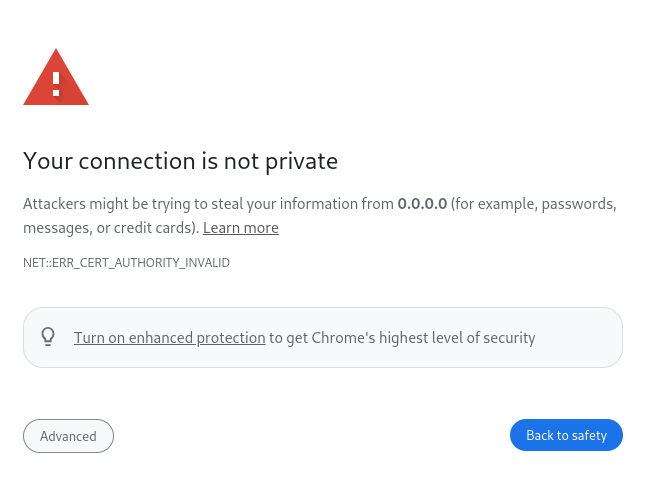 Your connection is not private
Attackers might be trying to steal your information from 0.0.0.0 (for example, passwords,
messages, or credit cards). Learn more
NET::ERR_CERT_AUTHORITY_INVALID
Turn on enhanced protection to get Chrome's highest level of security
Advanced
Back to safety